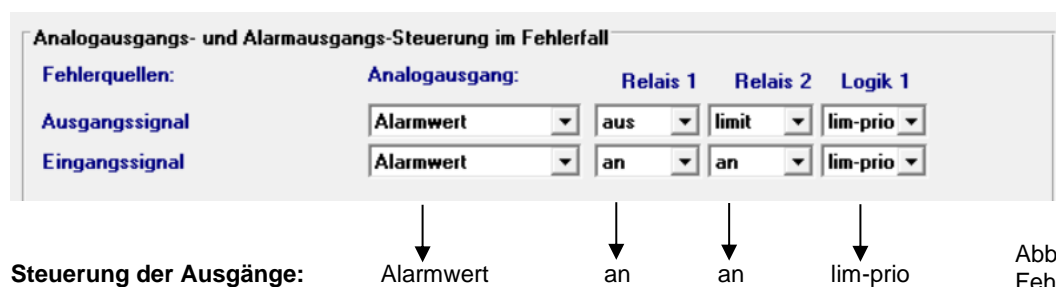 Analogausgangs- und Alarmausgangs-Steuerung im Fehlerfall
Fehlerquellen: Analogausgang: Relais 1 Relais 2 Logik 1
Ausgangssignal Alarmwert aus limit lim-prio
Eingangssignal Alarmwert an an lim-prio
Steuerung der Ausgänge: Alarmwert an an lim-prio
Abb
Feh